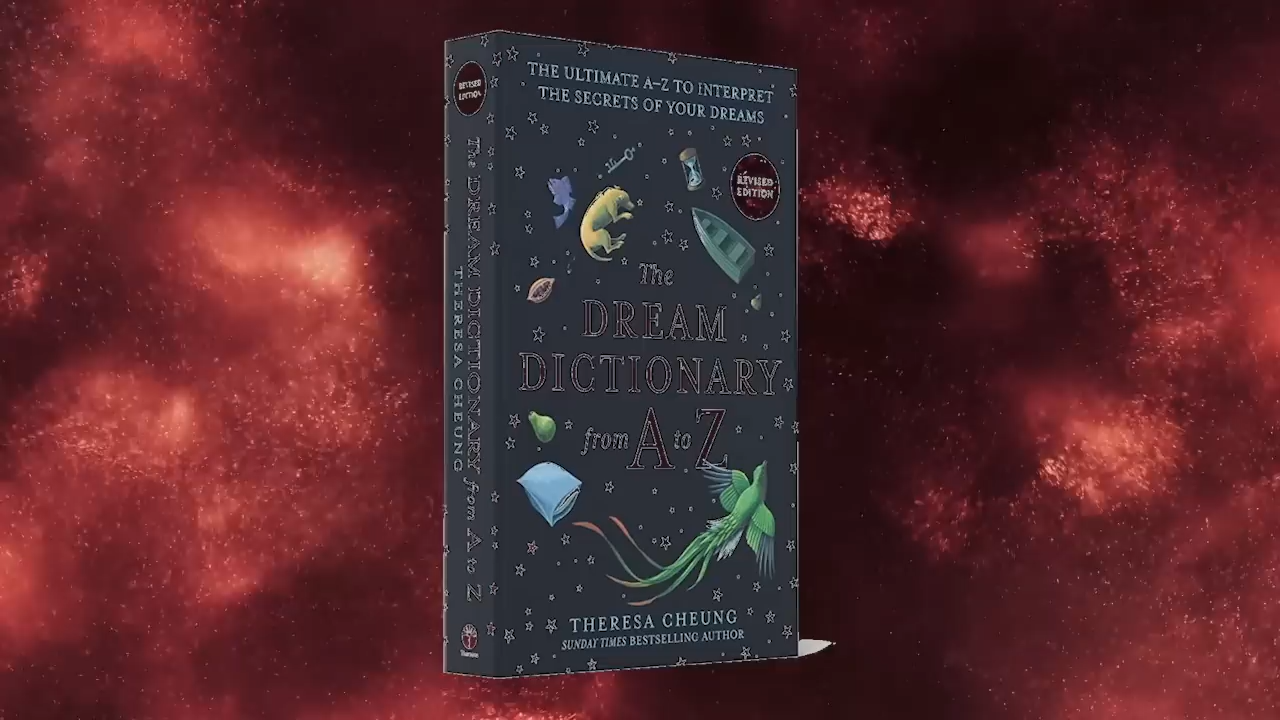 THE ULTIMATE A–Z TO INTERPRET
THE SECRETS OF YOUR DREAMS
REVISED
EDITION
The
DREAM
DICTIONARY
from A to Z
THERESA CHEUNG
SUNDAY TIMES BESTSELLING AUTHOR
REVISED
EDITION
The DREAM DICTIONARY from A to Z
THERESA CHEUNG